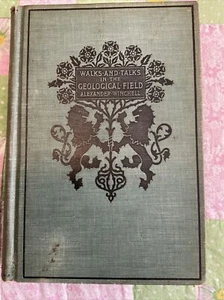 WALKS·AND·TALKS
IN·THE
GEOLOGICAL·FIELD
ALEXANDER·WINCHELL